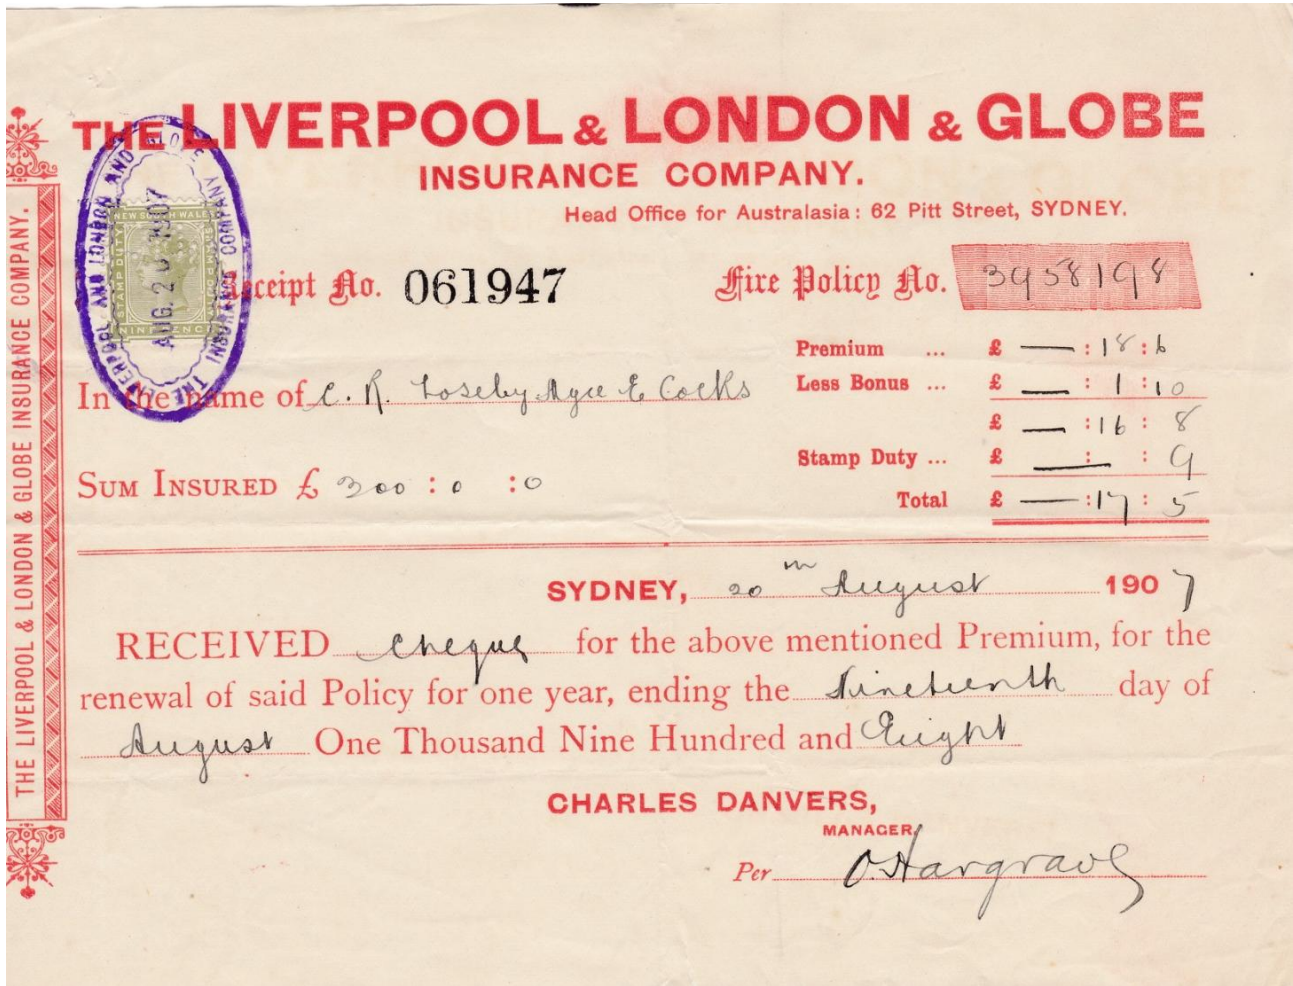 THE LIVERPOOL & LONDON & GLOBE
INSURANCE COMPANY.
Head Office for Australasia: 62 Pitt Street, SYDNEY.
THE LIVERPOOL AND LONDON AND GLOBE INSURANCE COMPANY
AUG. 20 1907
NEW SOUTH WALES
STAMP DUTY
STAMP DUTY
NINEPENCE
Receipt No. 061947
Fire Policy No. 3958198
Premium ... £ — : 18 : 6
Less Bonus ... £ — : 1 : 10
£ — : 16 : 8
Stamp Duty ... £ — : : 9
Total £ — : 17 : 5
In the name of C. R. Loseby E Cocks
SUM INSURED £ 300 : 0 : 0
SYDNEY, 20th August 1907
RECEIVED Cheque for the above mentioned Premium, for the
renewal of said Policy for one year, ending the Nineteenth day of
August One Thousand Nine Hundred and Eight
CHARLES DANVERS,
MANAGER
Per O. Hargrave
THE LIVERPOOL & LONDON & GLOBE INSURANCE COMPANY.